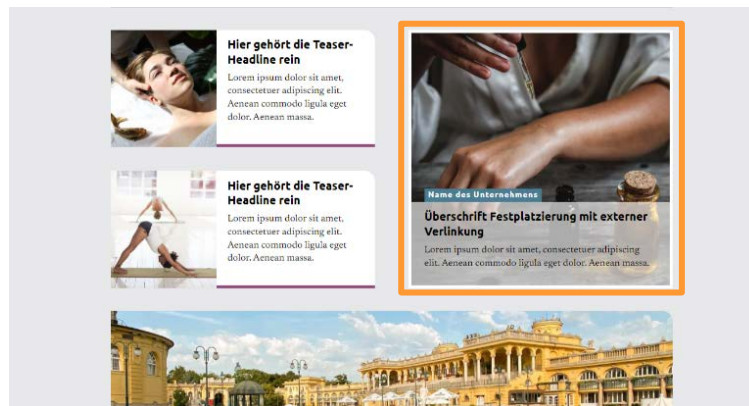 Hier gehört die Teaser-
Headline rein
Lorem ipsum dolor sit amet,
consectetuer adipiscing elit.
Aenean commodo ligula eget
dolor. Aenean massa.
Hier gehört die Teaser-
Headline rein
Lorem ipsum dolor sit amet,
consectetuer adipiscing elit.
Aenean commodo ligula eget
dolor. Aenean massa.
Name des Unternehmens
Überschrift Festplatzierung mit externer
Verlinkung
Lorem ipsum dolor sit amet, consectetuer adipiscing
elit. Aenean commodo ligula eget dolor. Aenean massa.